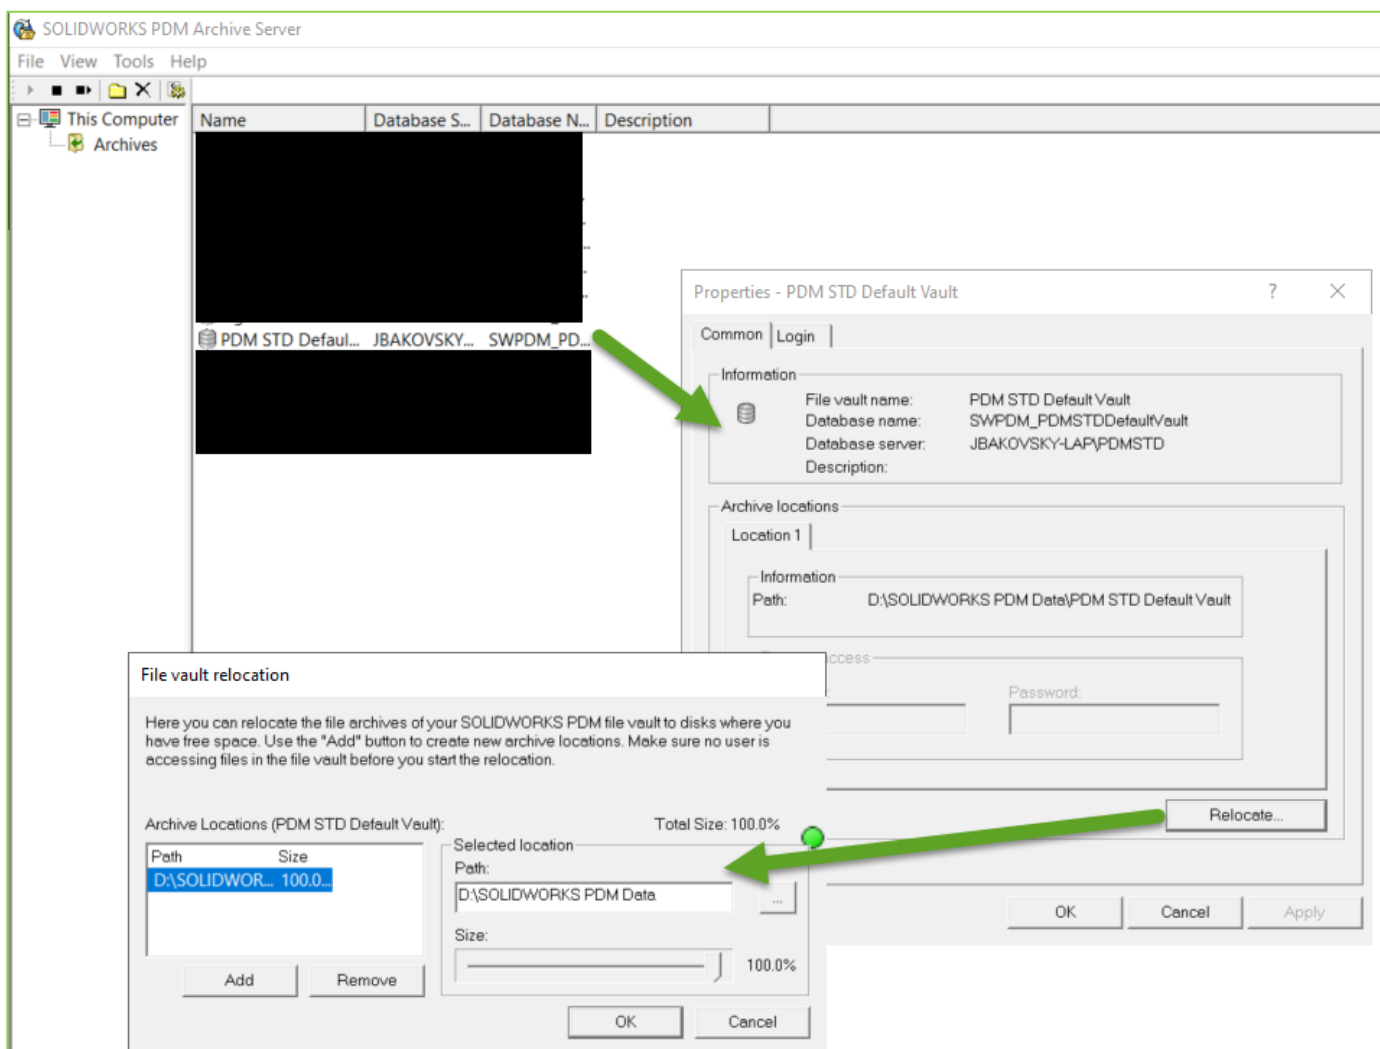 SOLIDWORKS PDM Archive Server
File View Tools Help
This Computer
Archives
Name Database S... Database N... Description
PDM STD Defaul... JBAKOVSKY... SWPDM_PD...
Properties - PDM STD Default Vault ?
Common Login
Information
File vault name: PDM STD Default Vault
Database name: SWPDM_PDMSTDDefaultVault
Database server: JBAKOVSKY-LAP\PDMSTD
Description:
Archive locations
Location 1
Information
Path: D:\SOLIDWORKS PDM Data\PDM STD Default Vault
Password:
Relocate...
OK Cancel Apply
File vault relocation
Here you can relocate the file archives of your SOLIDWORKS PDM file vault to disks where you
have free space. Use the "Add" button to create new archive locations. Make sure no user is
accessing files in the file vault before you start the relocation.
Archive Locations (PDM STD Default Vault): Total Size: 100.0%
Path Size
D:\SOLIDWOR... 100.0...
Add Remove
Selected location
Path:
D:\SOLIDWORKS PDM Data ...
Size:
100.0%
OK Cancel